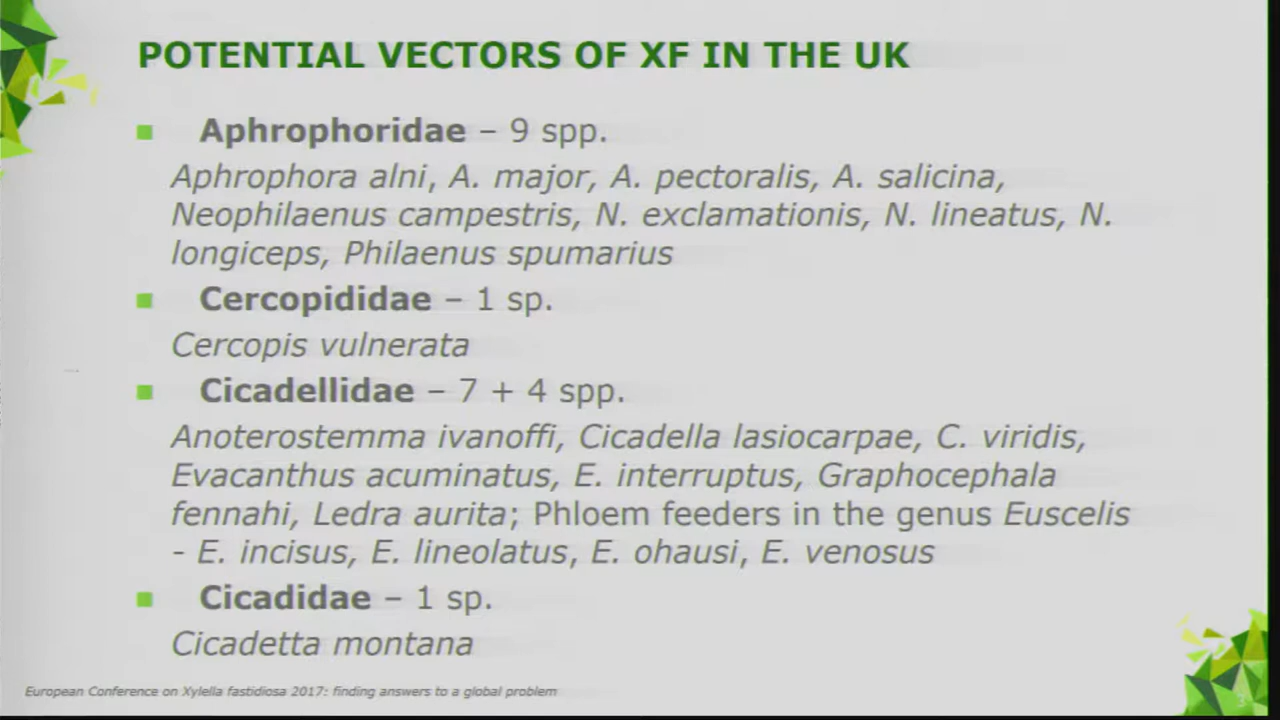 POTENTIAL VECTORS OF XF IN THE UK
Aphrophoridae – 9 spp.
Aphrophora alni, A. major, A. pectoralis, A. salicina,
Neophilaenus campestris, N. exclamationis, N. lineatus, N.
longiceps, Philaenus spumarius
Cercopididae – 1 sp.
Cercopis vulnerata
Cicadellidae – 7 + 4 spp.
Anoterostemma ivanoffi, Cicadella lasiocarpae, C. viridis,
Evacanthus acuminatus, E. interruptus, Graphocephala
fennahi, Ledra aurita; Phloem feeders in the genus Euscelis
- E. incisus, E. lineolatus, E. ohausi, E. venosus
Cicadidae – 1 sp.
Cicadetta montana
European Conference on Xylella fastidiosa 2017: finding answers to a global problem
3